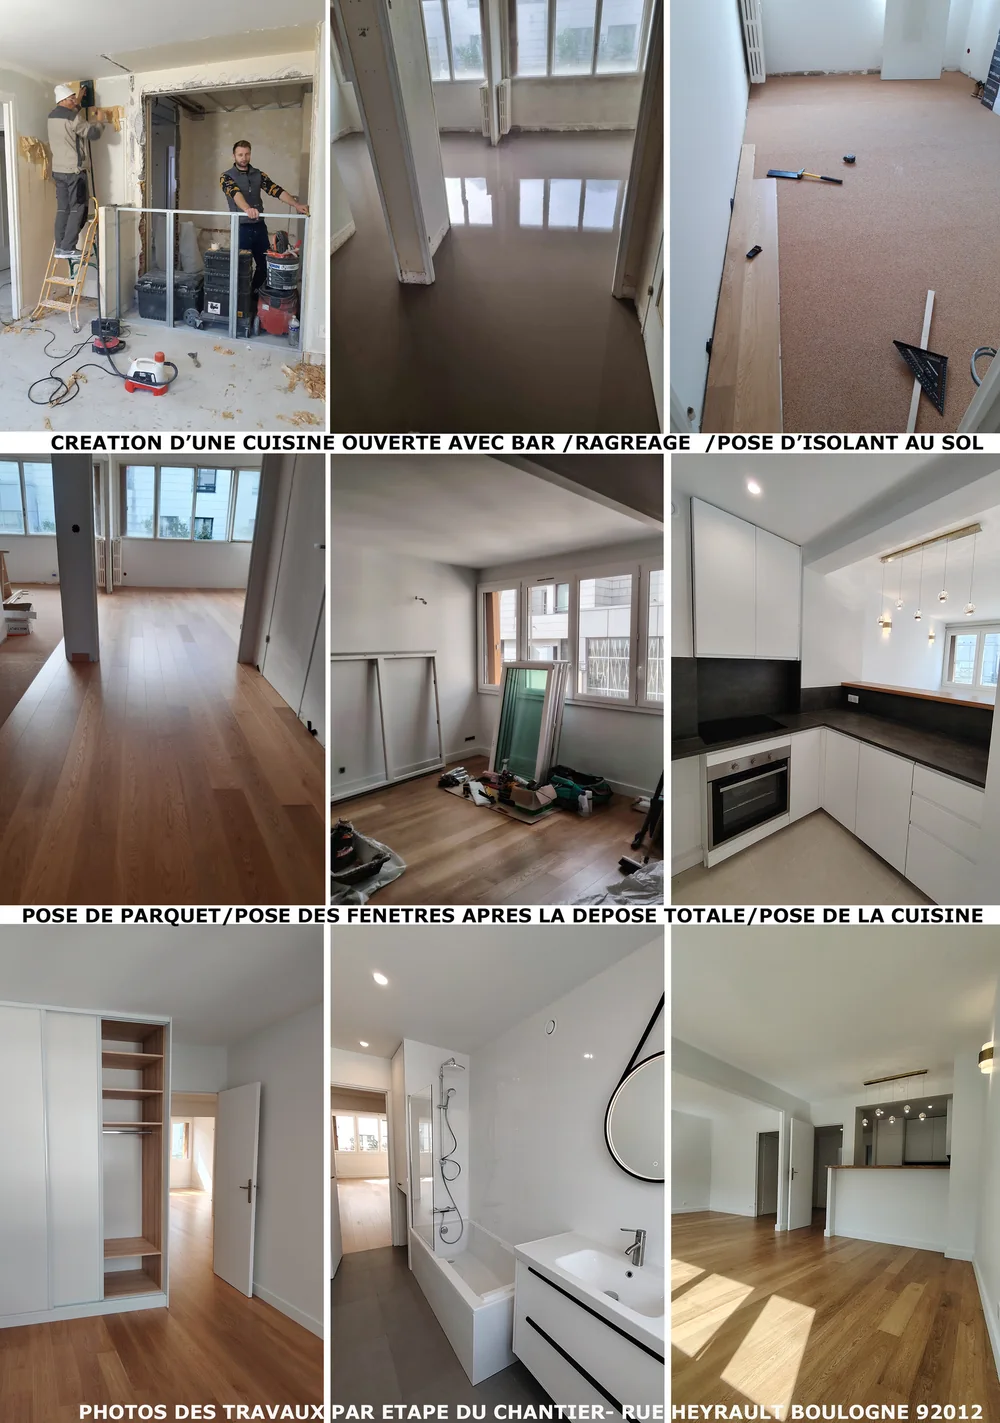 CREATION D'UNE CUISINE OUVERTE AVEC BAR /RAGREAGE /POSE D'ISOLANT AU SOL
POSE DE PARQUET/POSE DES FENETRES APRES LA DEPOSE TOTALE/POSE DE LA CUISINE
PHOTOS DES TRAVAUX PAR ETAPE DU CHANTIER- RUE HEYRAULT BOULOGNE 92012